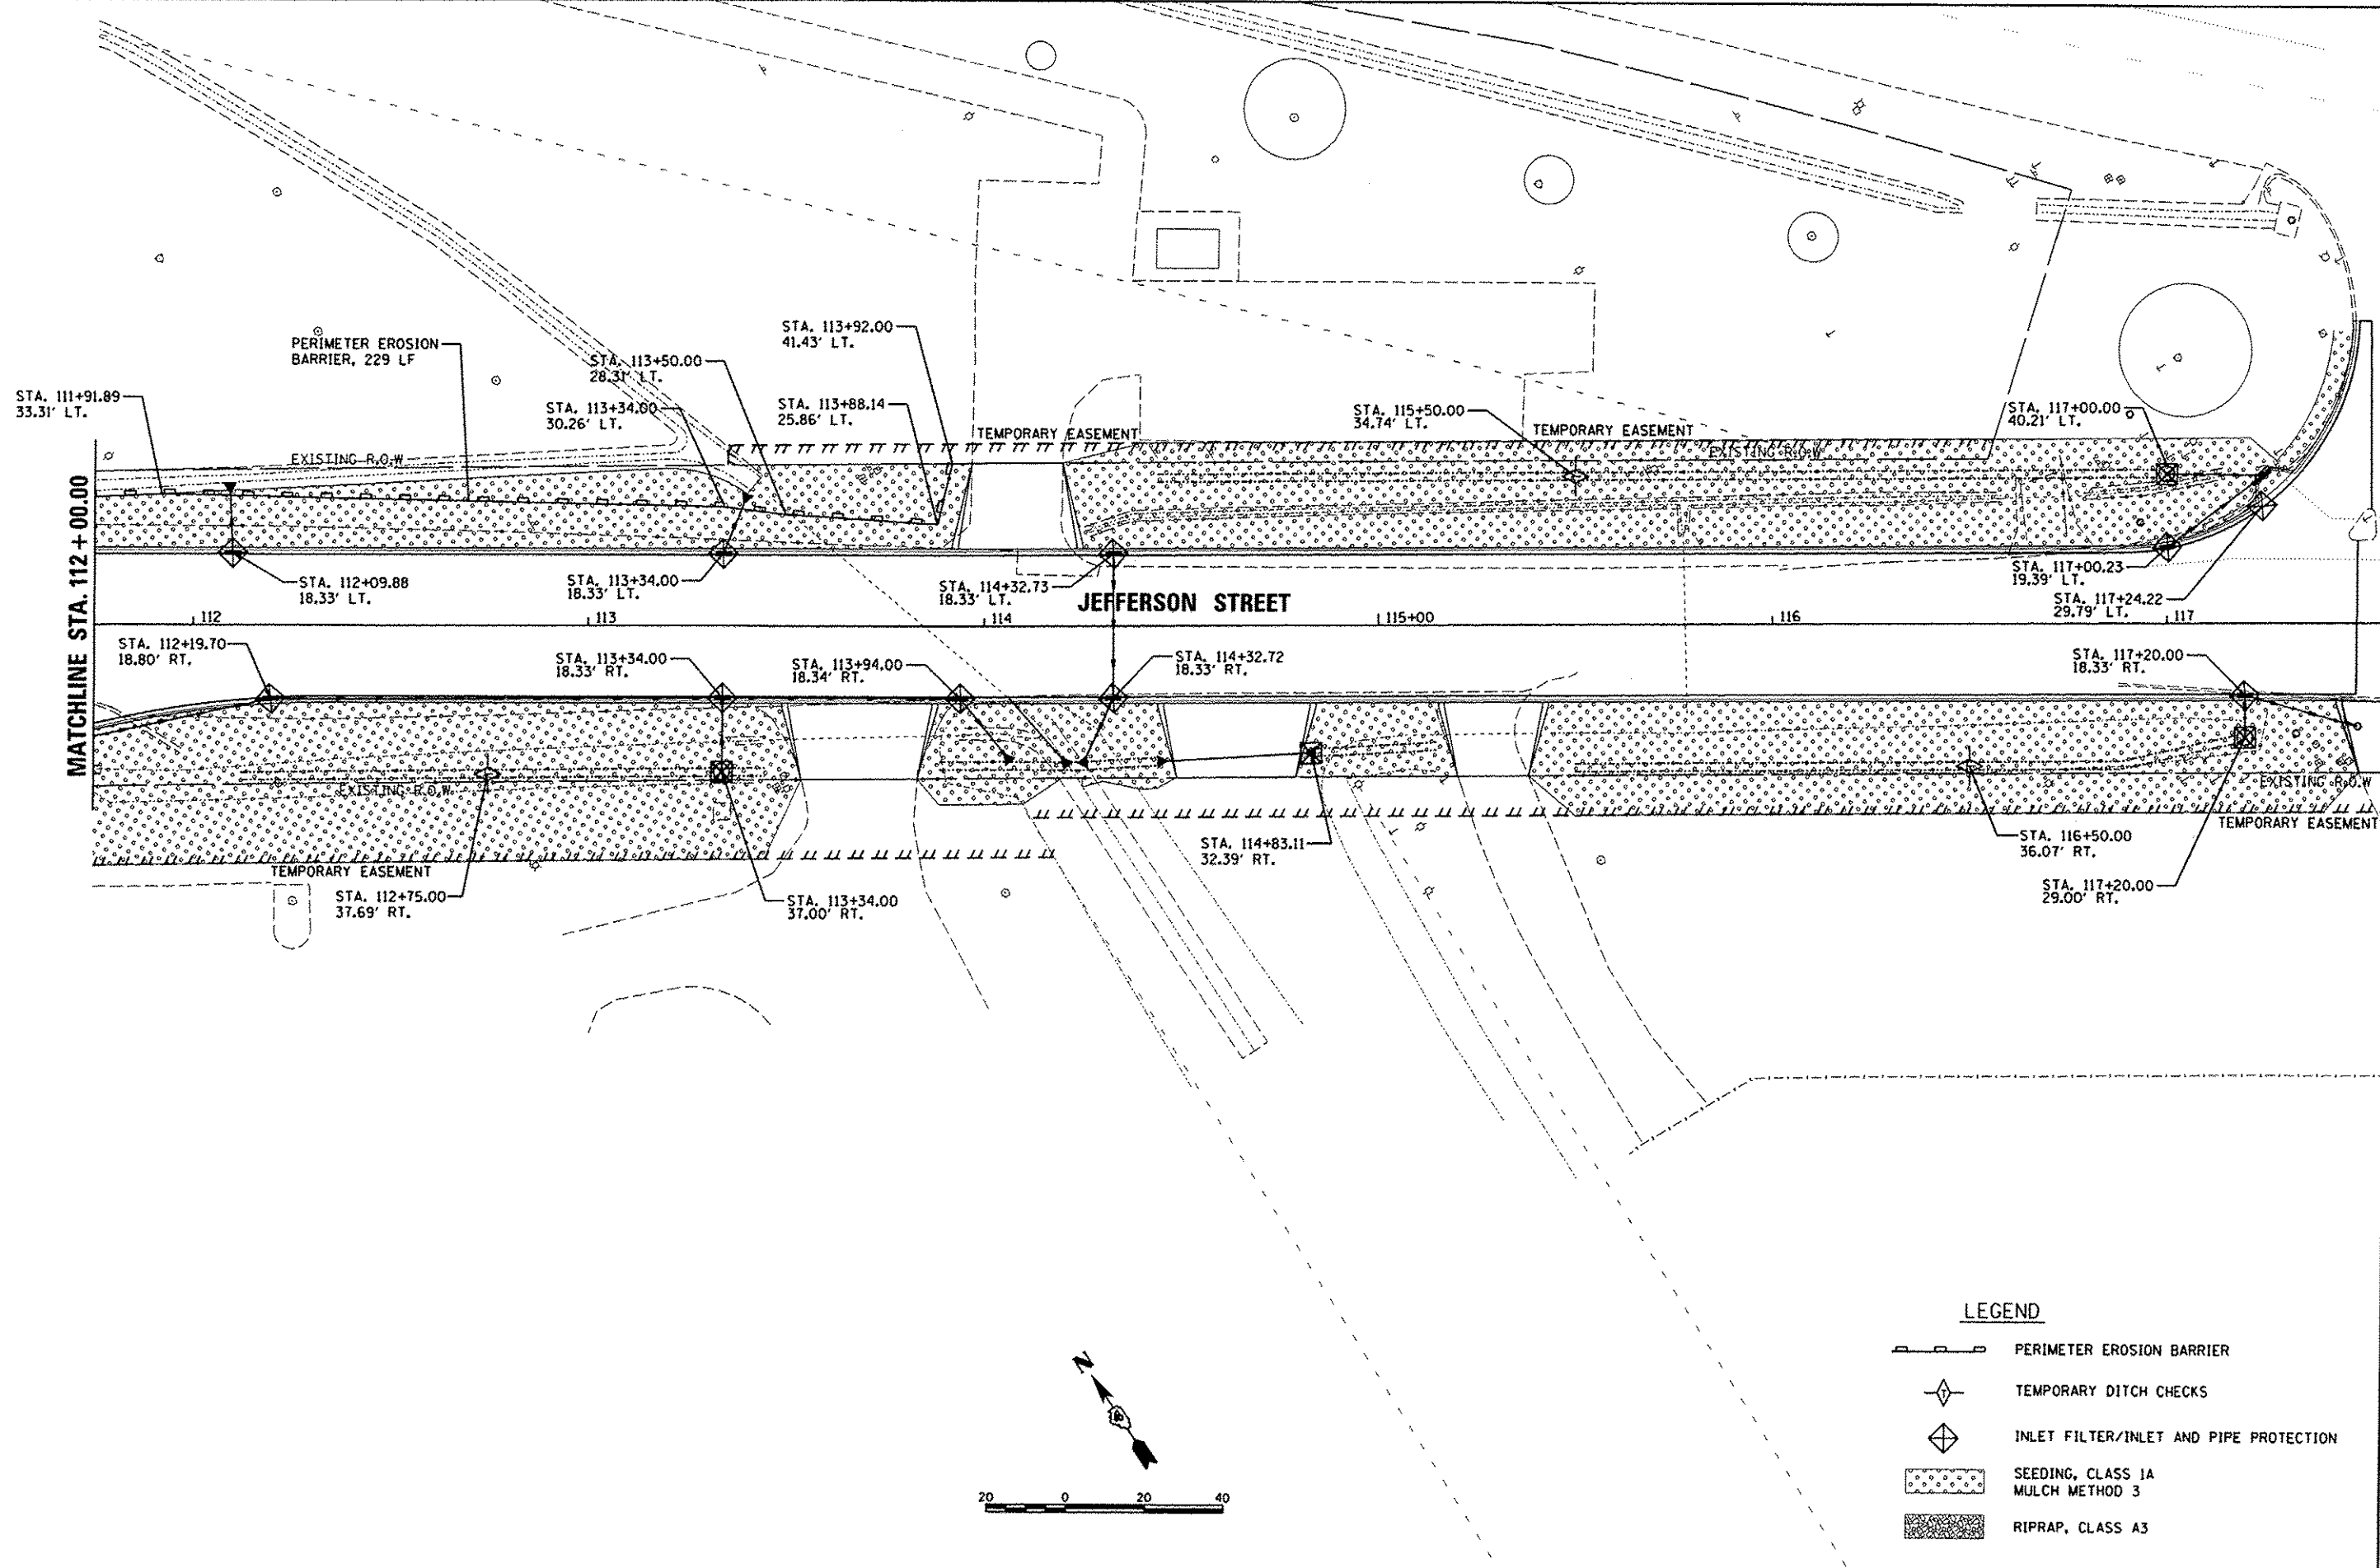 STA. 113+92.00
41.43' LT.
PERIMETER EROSION
BARRIER, 229 LF
STA. 113+50.00
28.31' LT.
STA. 111+91.89
33.31' LT.
STA. 113+34.00
30.26' LT.
STA. 113+88.14
25.86' LT.
STA. 115+50.00
34.74' LT.
STA. 117+00.00
40.21' LT.
TEMPORARY EASEMENT
TEMPORARY EASEMENT
EXISTING R.O.W
EXISTING R.O.W
MATCHLINE STA. 112 + 00.00
STA. 112+09.88
18.33' LT.
STA. 113+34.00
18.33' LT.
STA. 114+32.73
18.33' LT.
STA. 117+00.23
19.39' LT.
STA. 117+24.22
29.79' LT.
JEFFERSON STREET
112
113
114
115+00
116
117
STA. 112+19.70
18.80' RT.
STA. 113+34.00
18.33' RT.
STA. 113+94.00
18.34' RT.
STA. 114+32.72
18.33' RT.
STA. 117+20.00
18.33' RT.
EXISTING R.O.W
EXISTING R.O.W
TEMPORARY EASEMENT
TEMPORARY EASEMENT
STA. 114+83.11
32.39' RT.
STA. 116+50.00
36.07' RT.
STA. 112+75.00
37.69' RT.
STA. 113+34.00
37.00' RT.
STA. 117+20.00
29.00' RT.
N
20
0
20
40
LEGEND
PERIMETER EROSION BARRIER
T
TEMPORARY DITCH CHECKS
INLET FILTER/INLET AND PIPE PROTECTION
SEEDING, CLASS 1A
MULCH METHOD 3
RIPRAP, CLASS A3